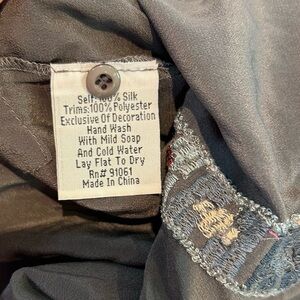 Self:100% Silk
Trims:100% Polyester
Exclusive Of Decoration
Hand Wash
With Mild Soap
And Cold Water
Lay Flat To Dry
Rn# 91061
Made In China